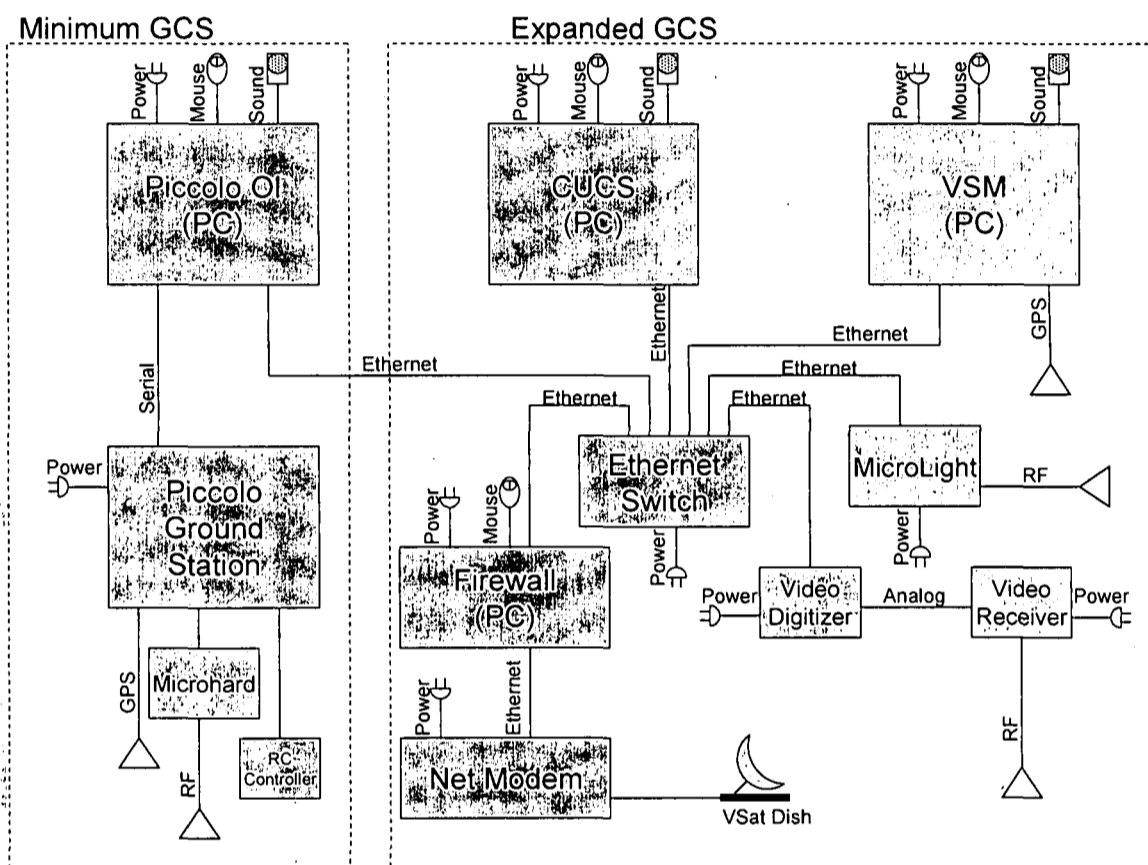 Minimum GCS
Expanded GCS
Power
Mouse
Sound
Power
Mouse
Sound
Power
Mouse
Sound
Piccolo OI
(PC)
CUCS
(PC)
VSM
(PC)
Serial
Ethernet
Ethernet
Ethernet
GPS
Ethernet
Ethernet
Ethernet
Power
Piccolo
Ground
Station
Ethernet
Switch
MicroLight
RF
Power
Mouse
Power
Power
Firewall
(PC)
Power
Video
Digitizer
Analog
Video
Receiver
Power
GPS
Microhard
RF
RC
Controller
Power
Ethernet
Net Modem
VSat Dish
RF